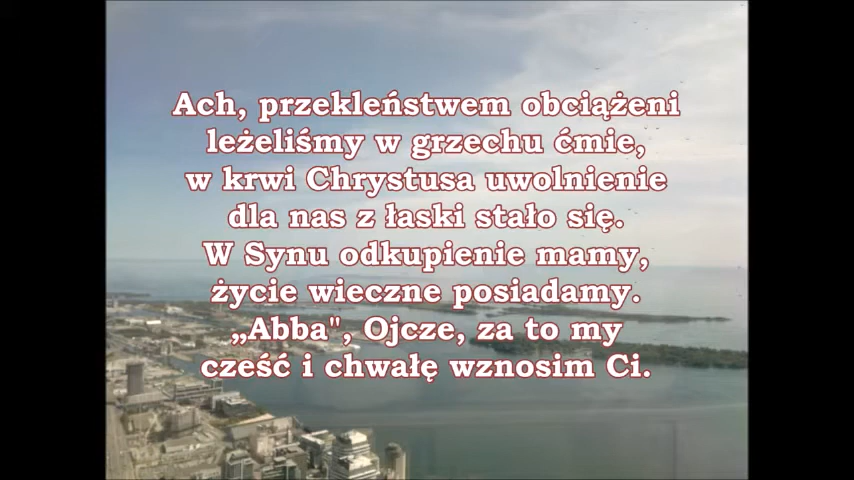 Ach, przekleństwem obciążeni
leżeliśmy w grzechu ćmie,
w krwi Chrystusa uwolnienie
dla nas z łaski stało się.
W Synu odkupienie mamy,
życie wieczne posiadamy.
„Abba", Ojcze, za to my
cześć i chwałę wznosim Ci.